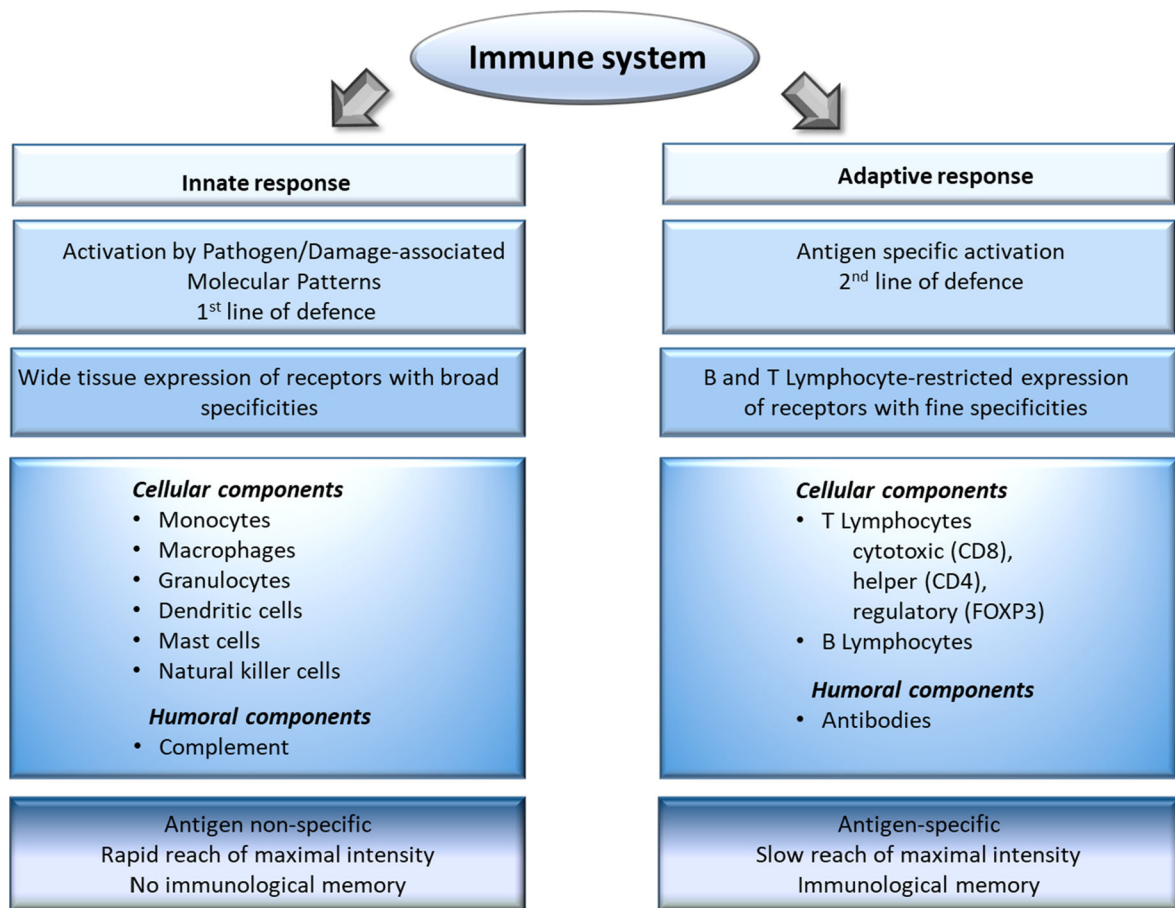 Immune system
Innate response
Activation by Pathogen/Damage-associated
Molecular Patterns
1st line of defence
Wide tissue expression of receptors with broad
specificities
Cellular components
• Monocytes
• Macrophages
• Granulocytes
• Dendritic cells
• Mast cells
• Natural killer cells
Humoral components
• Complement
Antigen non-specific
Rapid reach of maximal intensity
No immunological memory
Adaptive response
Antigen specific activation
2nd line of defence
B and T Lymphocyte-restricted expression
of receptors with fine specificities
Cellular components
• T Lymphocytes
cytotoxic (CD8),
helper (CD4),
regulatory (FOXP3)
• B Lymphocytes
Humoral components
• Antibodies
Antigen-specific
Slow reach of maximal intensity
Immunological memory